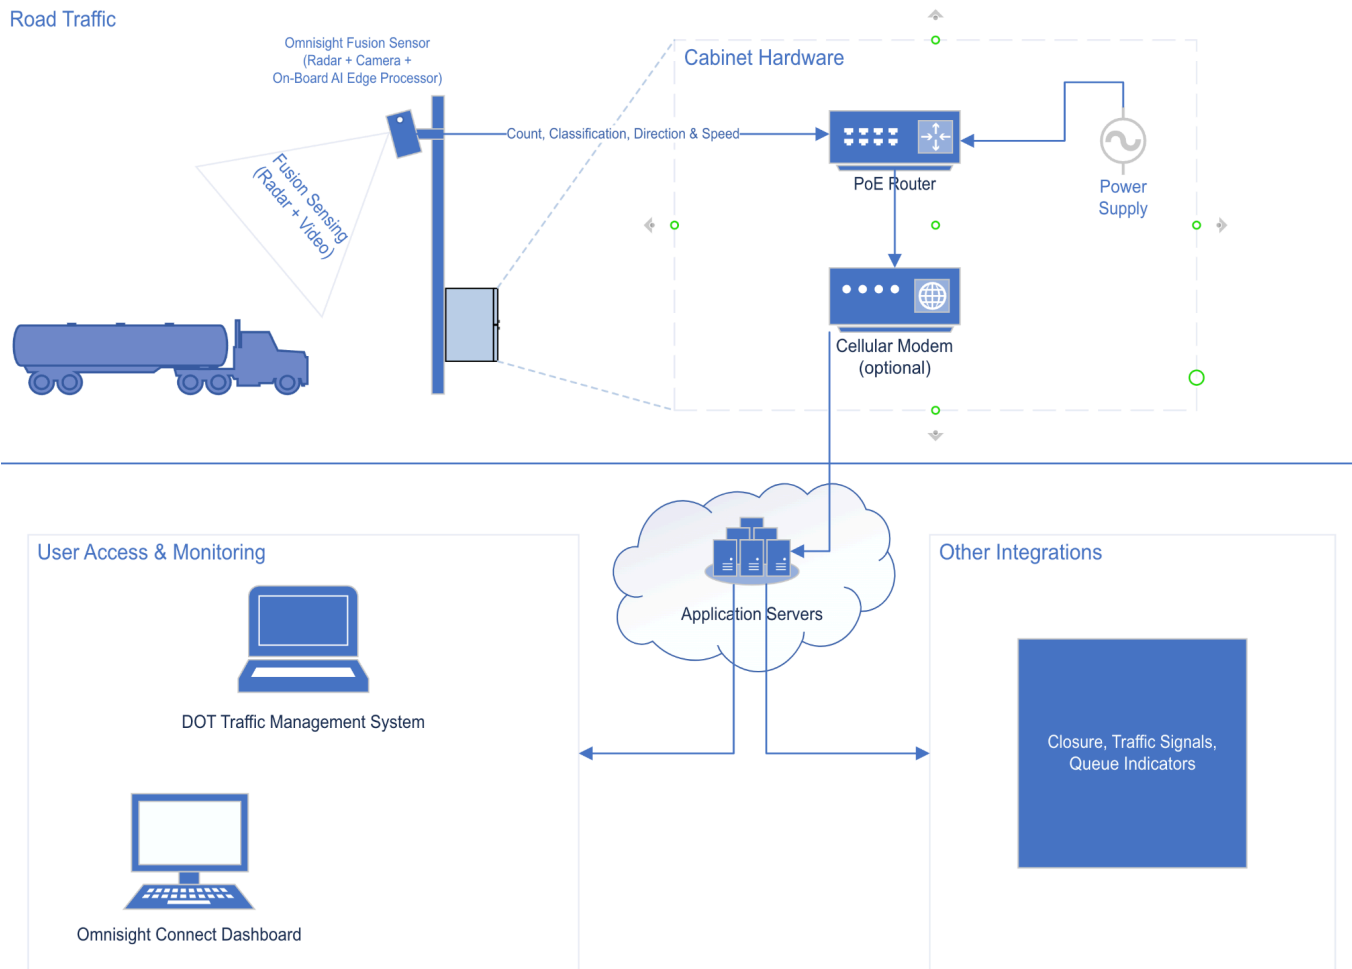 Road Traffic
Omnisight Fusion Sensor
(Radar + Camera +
On-Board AI Edge Processor)
Cabinet Hardware
Count, Classification, Direction & Speed
Fusion Sensing
(Radar + Video)
PoE Router
Power
Supply
Cellular Modem
(optional)
User Access & Monitoring
Other Integrations
Application Servers
DOT Traffic Management System
Closure, Traffic Signals,
Queue Indicators
Omnisight Connect Dashboard